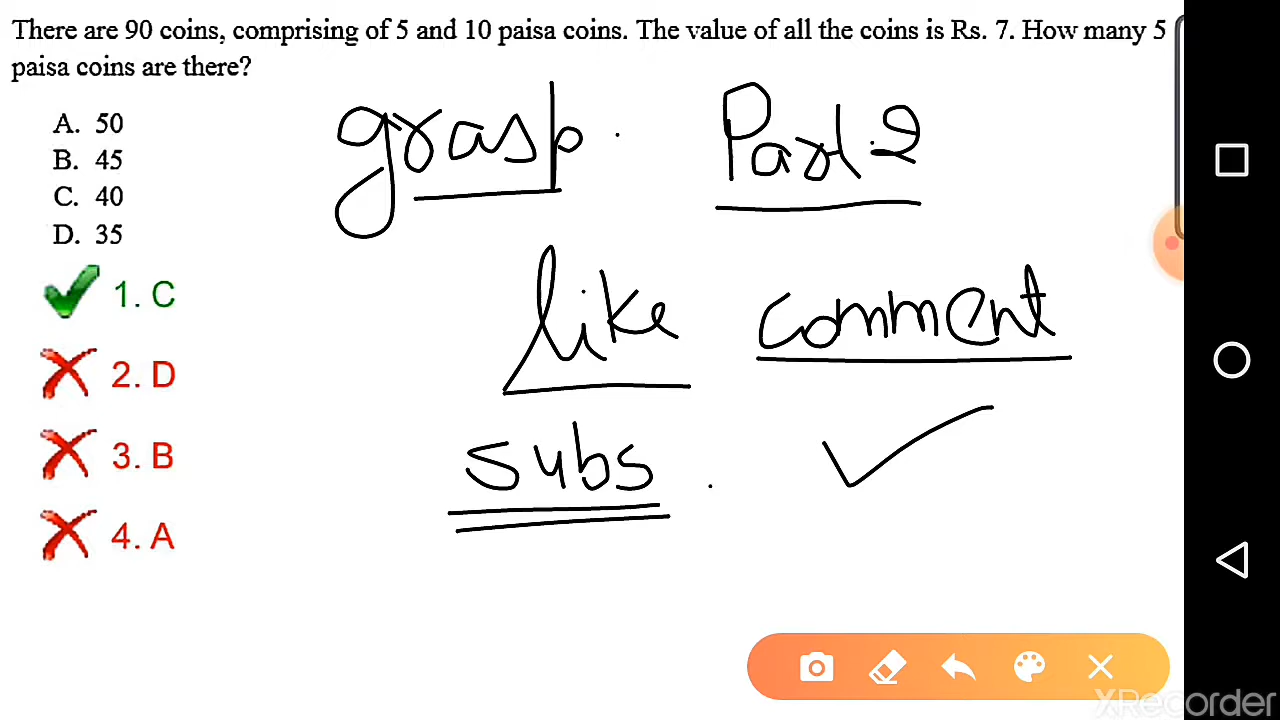 There are 90 coins, comprising of 5 and 10 paisa coins. The value of all the coins is Rs. 7. How many 5
paisa coins are there?
A. 50
B. 45
C. 40
D. 35
1. C
2. D
3. B
4. A
grasp. Part.2
like comment
subs.
XRecorder